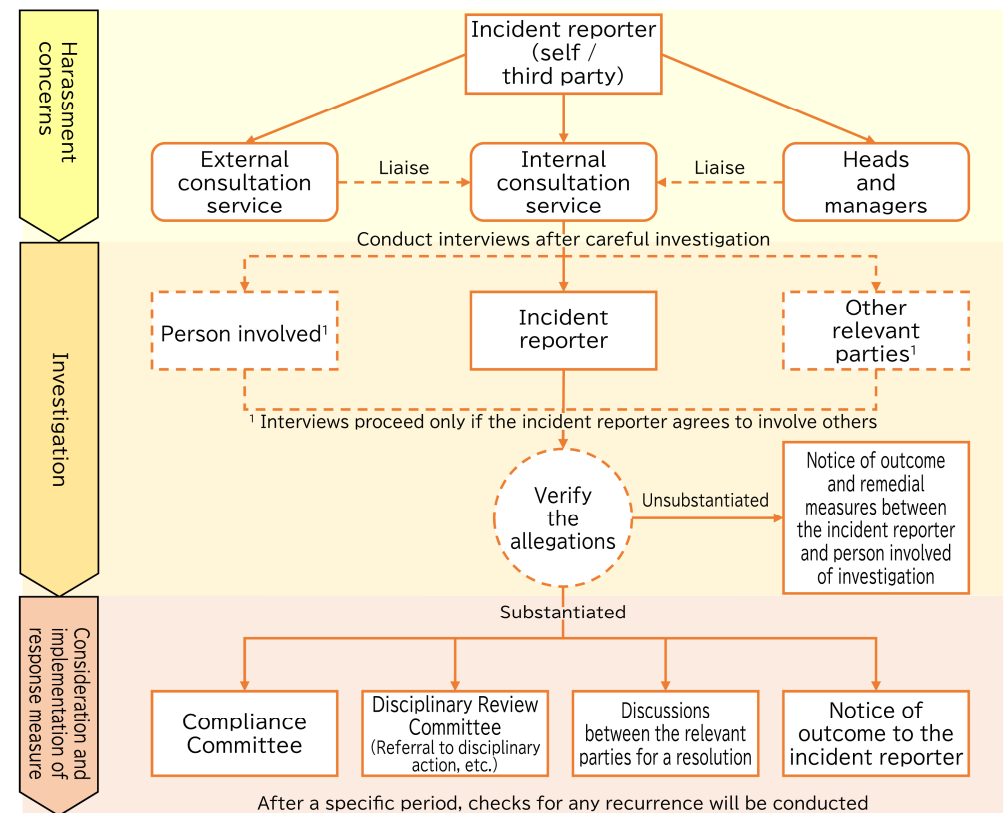 Harassment
concerns
Incident reporter
(self /
third party)
External
consultation
service
Liaise
Internal
consultation
service
Liaise
Heads
and
managers
Conduct interviews after careful investigation
Investigation
Person involved¹
Incident
reporter
Other
relevant
parties¹
¹ Interviews proceed only if the incident reporter agrees to involve others
Verify
the
allegations
Unsubstantiated
Notice of outcome
and remedial
measures between
the incident reporter
and person involved
of investigation
Consideration and
implementation of
response measure
Substantiated
Compliance
Committee
Disciplinary Review
Committee
(Referral to disciplinary
action, etc.)
Discussions
between the relevant
parties for a resolution
Notice of
outcome to the
incident reporter
After a specific period, checks for any recurrence will be conducted